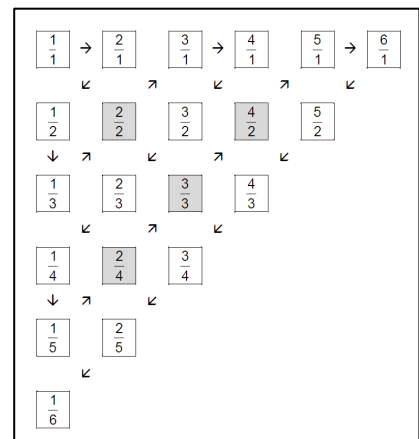 1/1 → 2/1 3/1 → 4/1 5/1 → 6/1
↙ ↗ ↙ ↗ ↙
1/2 2/2 3/2 4/2 5/2
↓ ↗ ↙ ↗ ↙
1/3 2/3 3/3 4/3
↙ ↗ ↙
1/4 2/4 3/4
↓ ↗ ↙
1/5 2/5
↙
1/6